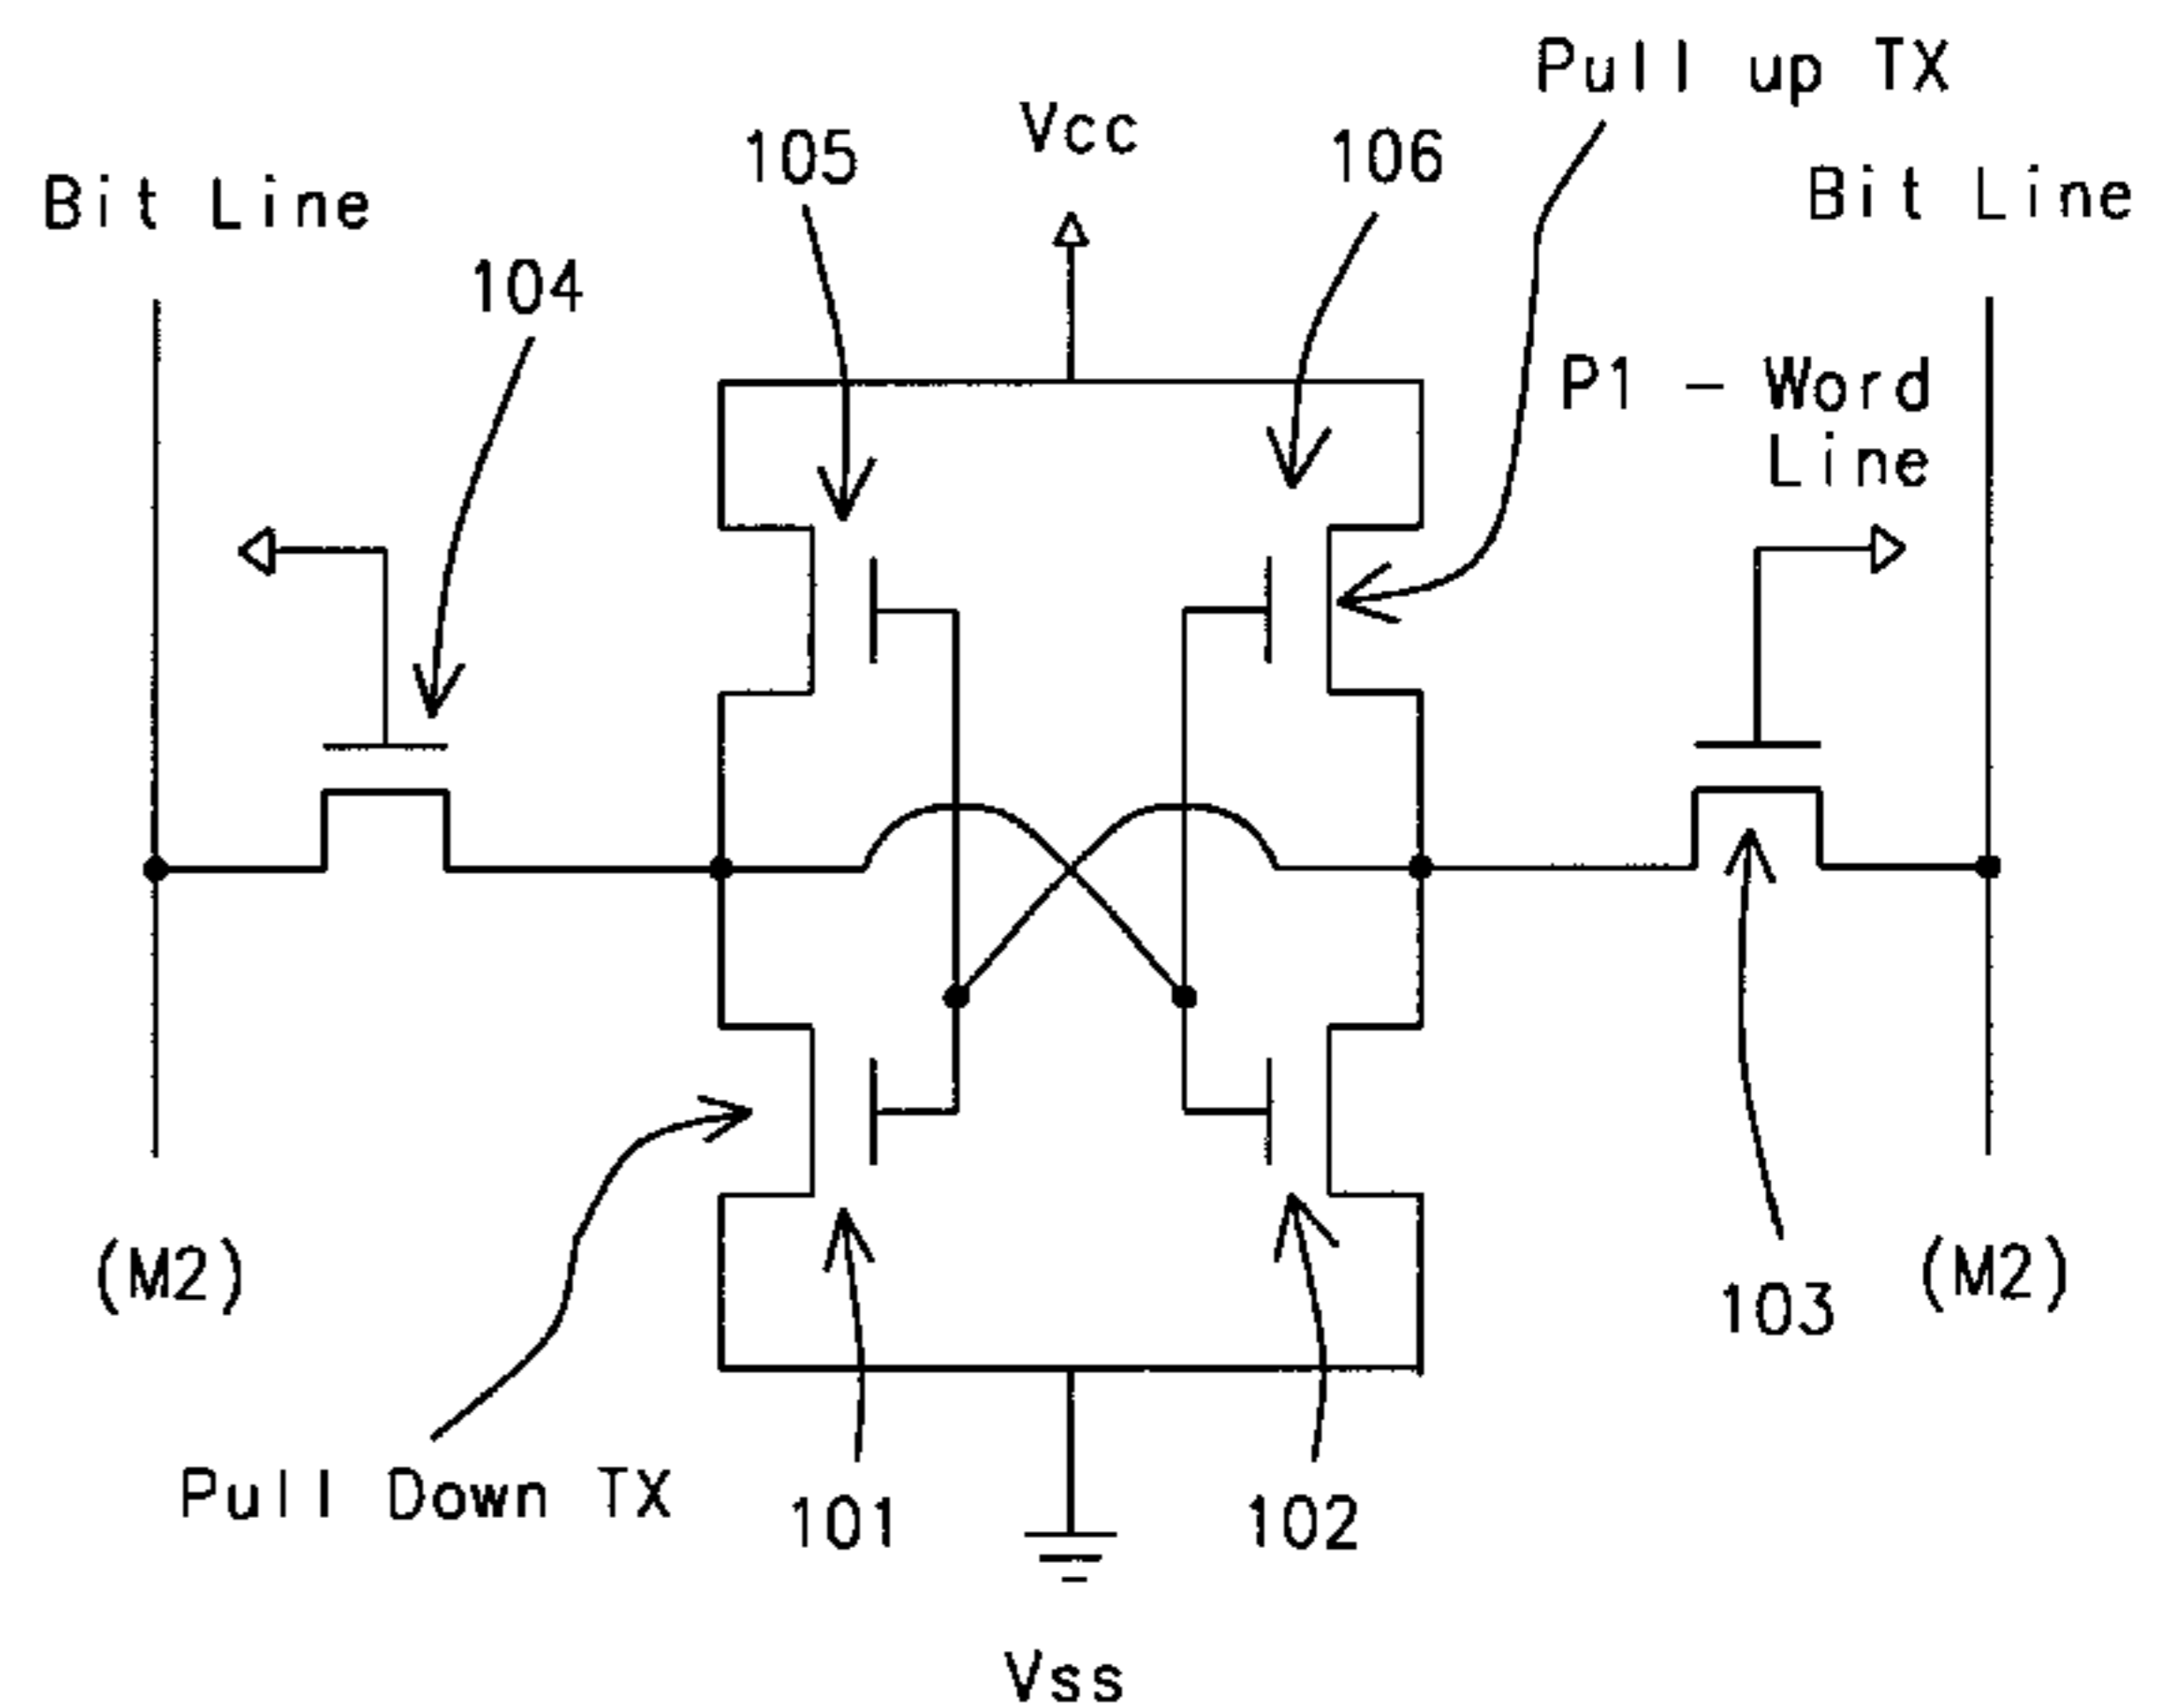 Pull up TX
Vcc
105
106
Bit Line
Bit Line
104
P1 - Word
Line
(M2)
(M2)
103
Pull Down TX
101
102
Vss